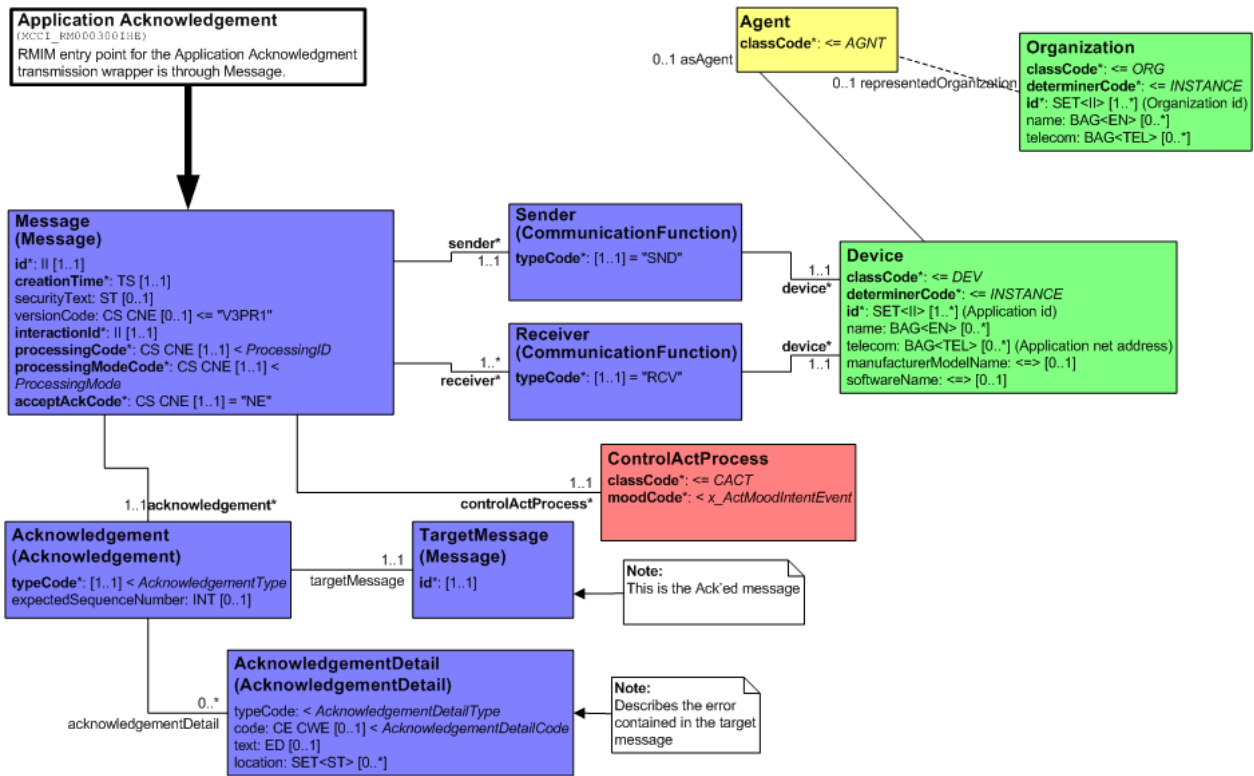 Application Acknowledgement
(MCCI_RM000300IHE)
RMIM entry point for the Application Acknowledgment
transmission wrapper is through Message.
Agent
classCode*: <= AGNT
0..1 asAgent
0..1 representedOrganization
Organization
classCode*: <= ORG
determinerCode*: <= INSTANCE
id*: SET<II> [1..*] (Organization id)
name: BAG<EN> [0..*]
telecom: BAG<TEL> [0..*]
Message
(Message)
id*: II [1..1]
creationTime*: TS [1..1]
securityText: ST [0..1]
versionCode: CS CNE [0..1] <= "V3PR1"
interactionId*: II [1..1]
processingCode*: CS CNE [1..1] < ProcessingID
processingModeCode*: CS CNE [1..1] <
ProcessingMode
acceptAckCode*: CS CNE [1..1] = "NE"
sender*
1..1
Sender
(CommunicationFunction)
typeCode*: [1..1] = "SND"
1..1
device*
1..*
receiver*
Receiver
(CommunicationFunction)
typeCode*: [1..1] = "RCV"
device*
1..1
Device
classCode*: <= DEV
determinerCode*: <= INSTANCE
id*: SET<II> [1..*] (Application id)
name: BAG<EN> [0..*]
telecom: BAG<TEL> [0..*] (Application net address)
manufacturerModelName: <=> [0..1]
softwareName: <=> [0..1]
1..1
controlActProcess*
ControlActProcess
classCode*: <= CACT
moodCode*: < x_ActMoodIntentEvent
1..1acknowledgement*
Acknowledgement
(Acknowledgement)
typeCode*: [1..1] < AcknowledgementType
expectedSequenceNumber: INT [0..1]
1..1
targetMessage
TargetMessage
(Message)
id*: [1..1]
Note:
This is the Ack'ed message
0..*
acknowledgementDetail
AcknowledgementDetail
(AcknowledgementDetail)
typeCode: < AcknowledgementDetailType
code: CE CWE [0..1] < AcknowledgementDetailCode
text: ED [0..1]
location: SET<ST> [0..*]
Note:
Describes the error
contained in the target
message